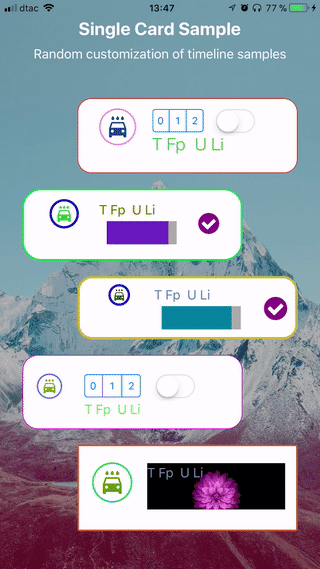 dtac 13:47 77 %
Single Card Sample
Random customization of timeline samples
0 1 2
T Fp U Li
T Fp U Li
T Fp U Li
0 1 2
T Fp U Li
T Fp U Li